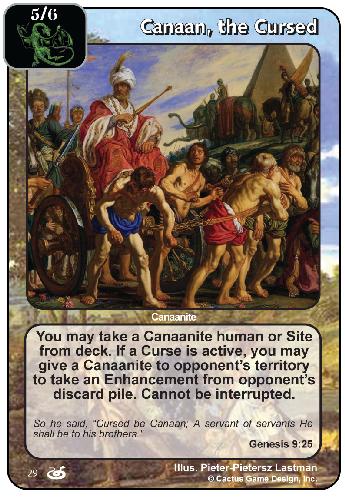 5/6
Canaan, the Cursed
Canaanite
You may take a Canaanite human or Site
from deck. If a Curse is active, you may
give a Canaanite to opponent's territory
to take an Enhancement from opponent's
discard pile. Cannot be interrupted.
So he said, "Cursed be Canaan; A servant of servants He
shall be to his brothers."
Genesis 9:25
Illus. Pieter-Pietersz Lastman
29
© Cactus Game Design, Inc.